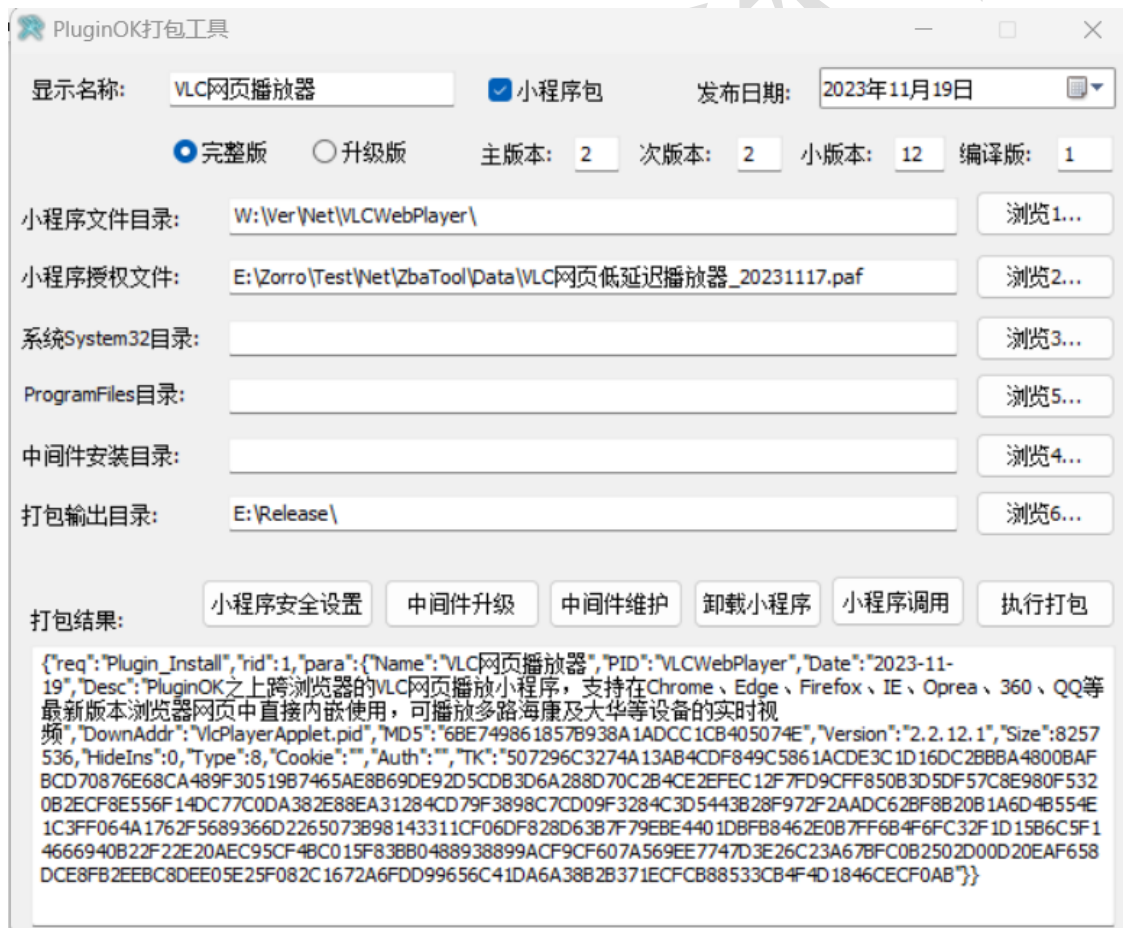 PluginOK打包工具
显示名称: VLC网页播放器 小程序包 发布日期: 2023年11月19日
完整版 升级版 主版本: 2 次版本: 2 小版本: 12 编译版: 1
小程序文件目录: W:\Ver\Net\VLCWebPlayer\ 浏览1...
小程序授权文件: E:\Zorro\Test\Net\ZbaTool\Data\VLC网页低延迟播放器_20231117.paf 浏览2...
系统System32目录: 浏览3...
ProgramFiles目录: 浏览5...
中间件安装目录: 浏览4...
打包输出目录: E:\Release\ 浏览6...
打包结果: 小程序安全设置 中间件升级 中间件维护 卸载小程序 小程序调用 执行打包
{"req":"Plugin_Install","rid":1,"para":{"Name":"VLC网页播放器","PID":"VLCWebPlayer","Date":"2023-11-
19","Desc":"PluginOK之上跨浏览器的VLC网页播放小程序，支持在Chrome、Edge、Firefox、IE、Oprea、360、QQ等
最新版本浏览器网页中直接内嵌使用，可播放多路海康及大华等设备的实时视
频","DownAddr":"VlcPlayerApplet.pid","MD5":"6BE749861857B938A1ADCC1CB405074E","Version":"2.2.12.1","Size":8257
536,"HideIns":0,"Type":8,"Cookie":"","Auth":"","TK":"507296C3274A13AB4CDF849C5861ACDE3C1D16DC2BBBA4800BAF
BCD70876E68CA489F30519B7465AE8B69DE92D5CDB3D6A288D70C2B4CE2EFEC12F7FD9CFF850B3D5DF57C8E980F532
0B2ECF8E556F14DC77C0DA382E88EA31284CD79F3898C7CD09F3284C3D5443B28F972F2AADC62BF8B20B1A6D4B554E
1C3FF064A1762F5689366D2265073B98143311CF06DF828D63B7F79EBE4401DBFB8462E0B7FF6B4F6FC32F1D15B6C5F1
4666940B22F22E20AEC95CF4BC015F83BB0488938899ACF9CF607A569EE7747D3E26C23A67BFC0B2502D00D20EAF658
DCE8FB2EEBC8DEE05E25F082C1672A6FDD99656C41DA6A38B2B371ECFCB88533CB4F4D1846CECF0AB"}}